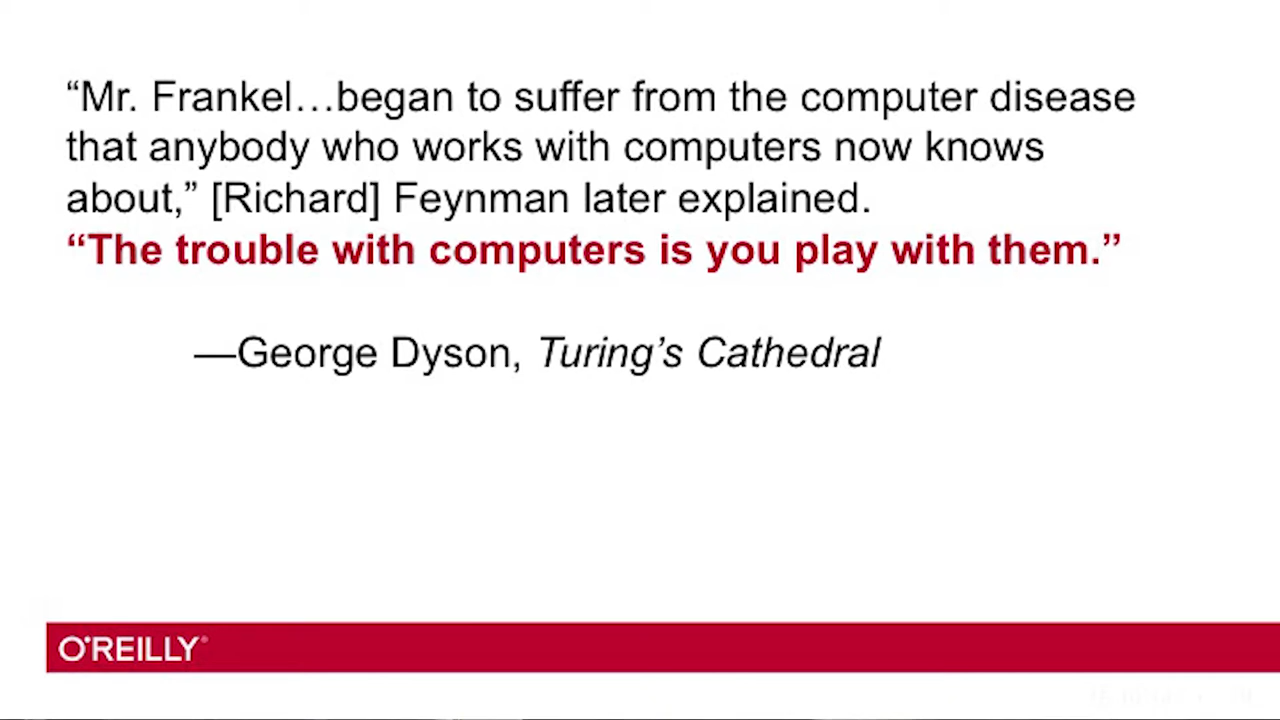 “Mr. Frankel…began to suffer from the computer disease
that anybody who works with computers now knows
about,” [Richard] Feynman later explained.
“The trouble with computers is you play with them.”
—George Dyson, Turing’s Cathedral
O'REILLY®